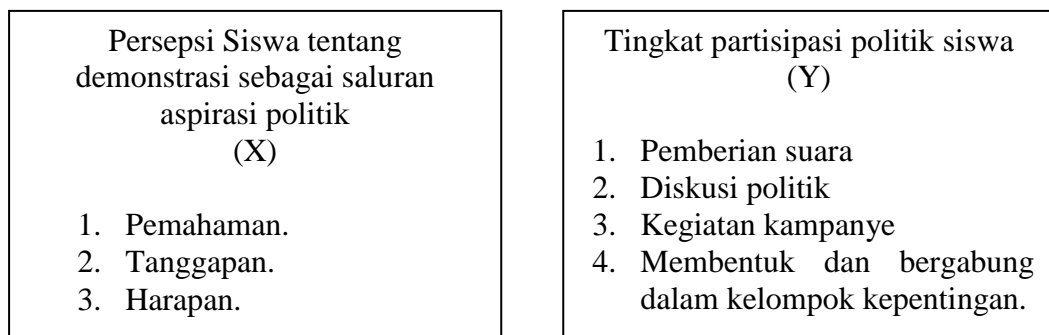 Persepsi Siswa tentang
demonstrasi sebagai saluran
aspirasi politik
(X)
1. Pemahaman.
2. Tanggapan.
3. Harapan.
Tingkat partisipasi politik siswa
(Y)
1. Pemberian suara
2. Diskusi politik
3. Kegiatan kampanye
4. Membentuk dan bergabung
dalam kelompok kepentingan.